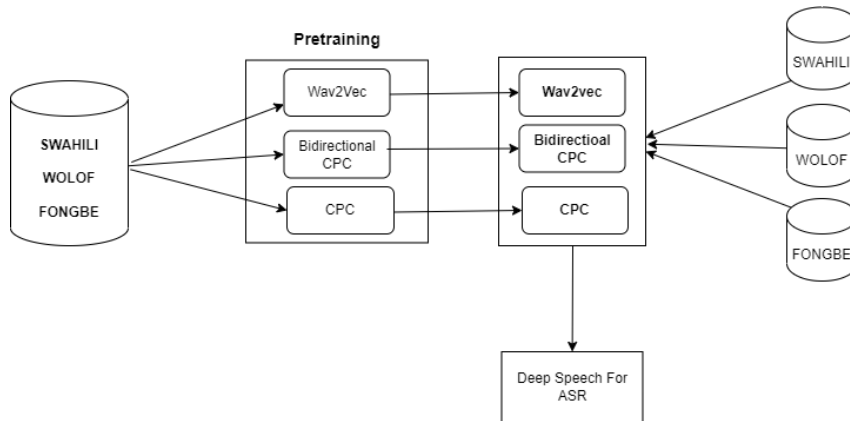 Pretraining
SWAHILI
WOLOF
FONGBE
Wav2Vec
Bidirectional
CPC
CPC
Wav2vec
Bidirectioal
CPC
CPC
SWAHILI
WOLOF
FONGBE
Deep Speech For
ASR